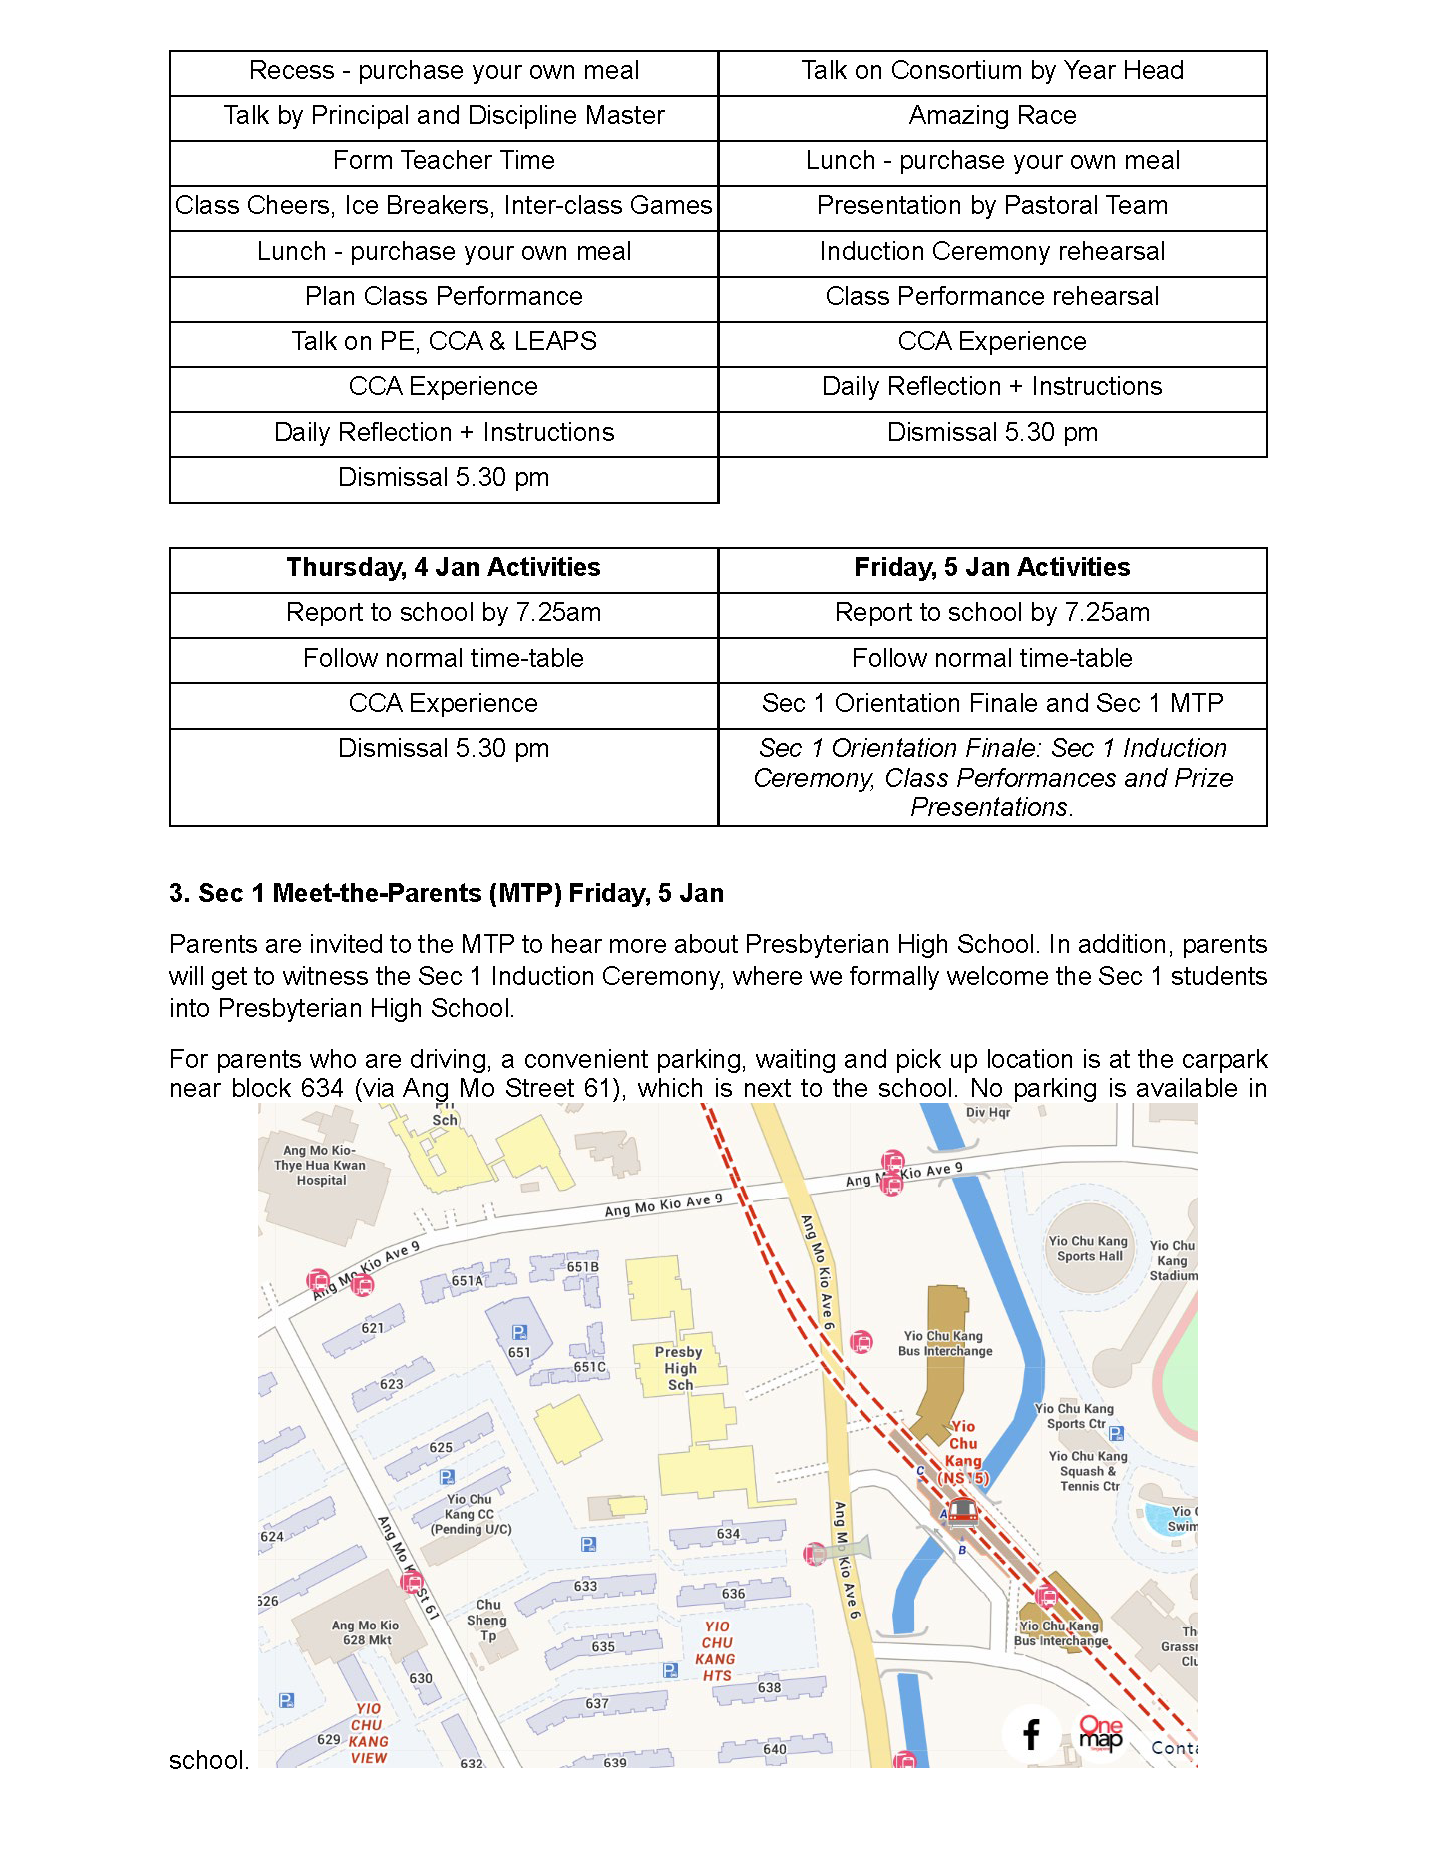 Recess - purchase your own meal
Talk on Consortium by Year Head
Talk by Principal and Discipline Master
Amazing Race
Form Teacher Time
Lunch - purchase your own meal
Class Cheers, Ice Breakers, Inter-class Games
Presentation by Pastoral Team
Lunch - purchase your own meal
Induction Ceremony rehearsal
Plan Class Performance
Class Performance rehearsal
Talk on PE, CCA & LEAPS
CCA Experience
CCA Experience
Daily Reflection + Instructions
Daily Reflection + Instructions
Dismissal 5.30 pm
Dismissal 5.30 pm
Thursday, 4 Jan Activities
Friday, 5 Jan Activities
Report to school by 7.25am
Report to school by 7.25am
Follow normal time-table
Follow normal time-table
CCA Experience
Sec 1 Orientation Finale and Sec 1 MTP
Dismissal 5.30 pm
Sec 1 Orientation Finale: Sec 1 Induction
Ceremony, Class Performances and Prize
Presentations.
3. Sec 1 Meet-the-Parents (MTP) Friday, 5 Jan
Parents are invited to the MTP to hear more about Presbyterian High School. In addition, parents
will get to witness the Sec 1 Induction Ceremony, where we formally welcome the Sec 1 students
into Presbyterian High School.
For parents who are driving, a convenient parking, waiting and pick up location is at the carpark
near block 634 (via Ang Mo Street 61), which is next to the school. No parking is available in
school.
Sch
Div Hqr
Ang Mo Kio-
Thye Hua Kwan
Hospital
Ang Mo Kio Ave 9
Ang Mo Kio Ave 9
Ang Mo Kio Ave 9
Ang Mo Kio Ave 6
Yio Chu Kang
Sports Hall
Yio Chu
Kang
Stadium
651A
651B
621
P
651
651C
623
Presby
High
Sch
Yio Chu Kang
Bus Interchange
Yio Chu Kang
Sports Ctr
P
Yio
Chu
Kang
(NS15)
Yio Chu Kang
Squash &
Tennis Ctr
625
P
Yio Chu
Kang CC
(Pending U/C)
C
A
B
Yio
Swim
624
Ang Mo Kio St 61
634
P
Ang Mo Kio Ave 6
633
636
626
Ang Mo Kio
628 Mkt
Chu
Sheng
Tp
635
YIO
CHU
KANG
HTS
P
Yio Chu Kang
Bus Interchange
Grassr
630
638
637
P
YIO
CHU
KANG
VIEW
629
632
639
640
f
One
map
Conta